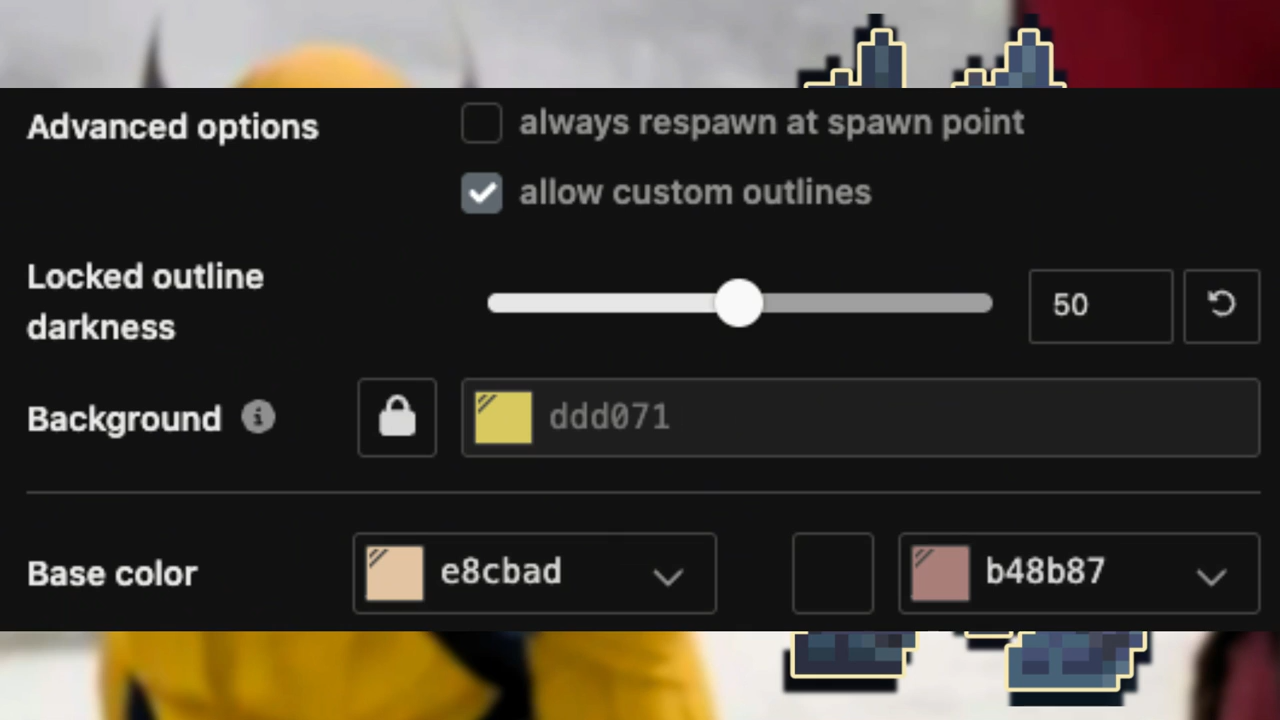 Advanced options
always respawn at spawn point
allow custom outlines
Locked outline
darkness
50
Background
ddd071
Base color
e8cbad
b48b87